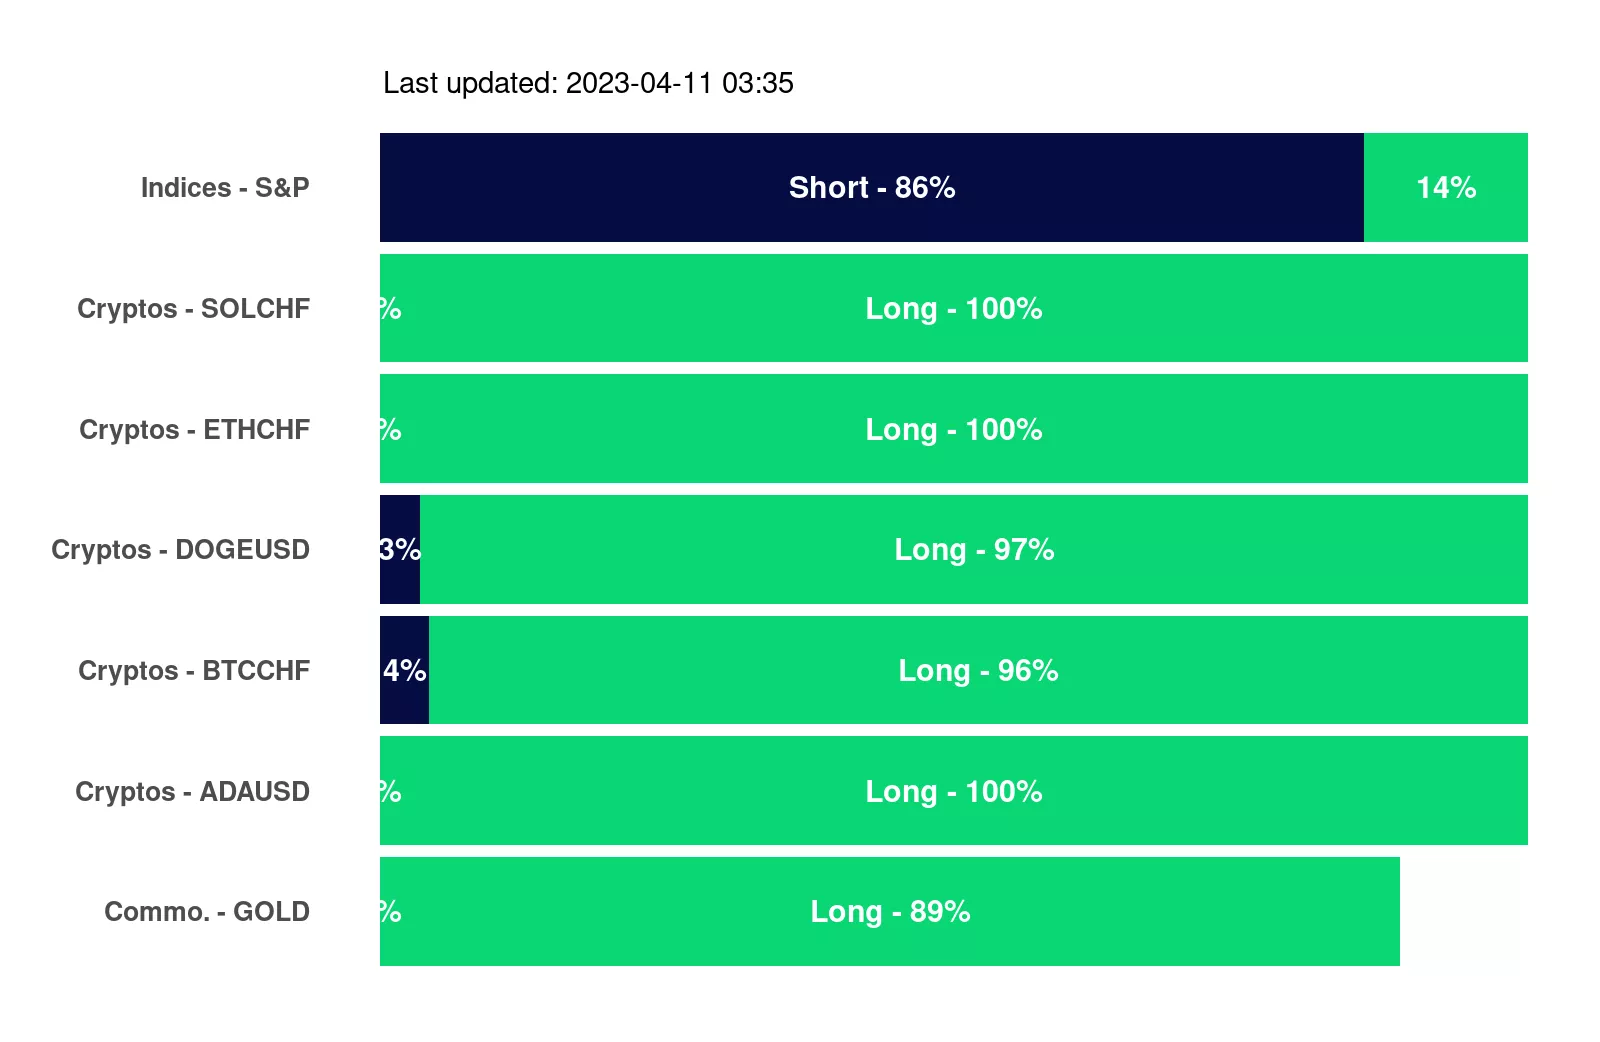 Last updated: 2023-04-11 03:35
Indices - S&P Short - 86% 14%
Cryptos - SOLCHF % Long - 100%
Cryptos - ETHCHF % Long - 100%
Cryptos - DOGEUSD 3% Long - 97%
Cryptos - BTCCHF 4% Long - 96%
Cryptos - ADAUSD % Long - 100%
Commo. - GOLD % Long - 89%